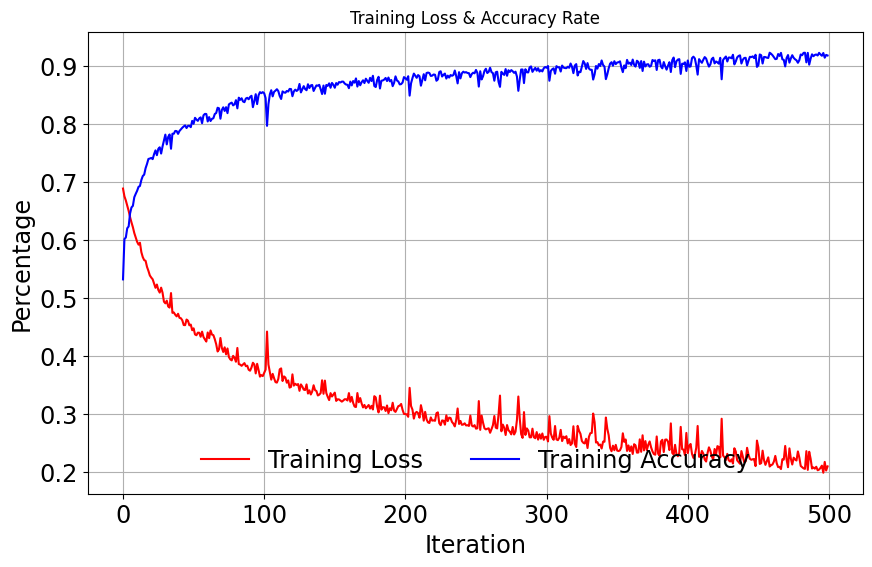 Training Loss & Accuracy Rate
Percentage
0.9
0.8
0.7
0.6
0.5
0.4
0.3
0.2
Training Loss Training Accuracy
0 100 200 300 400 500
Iteration